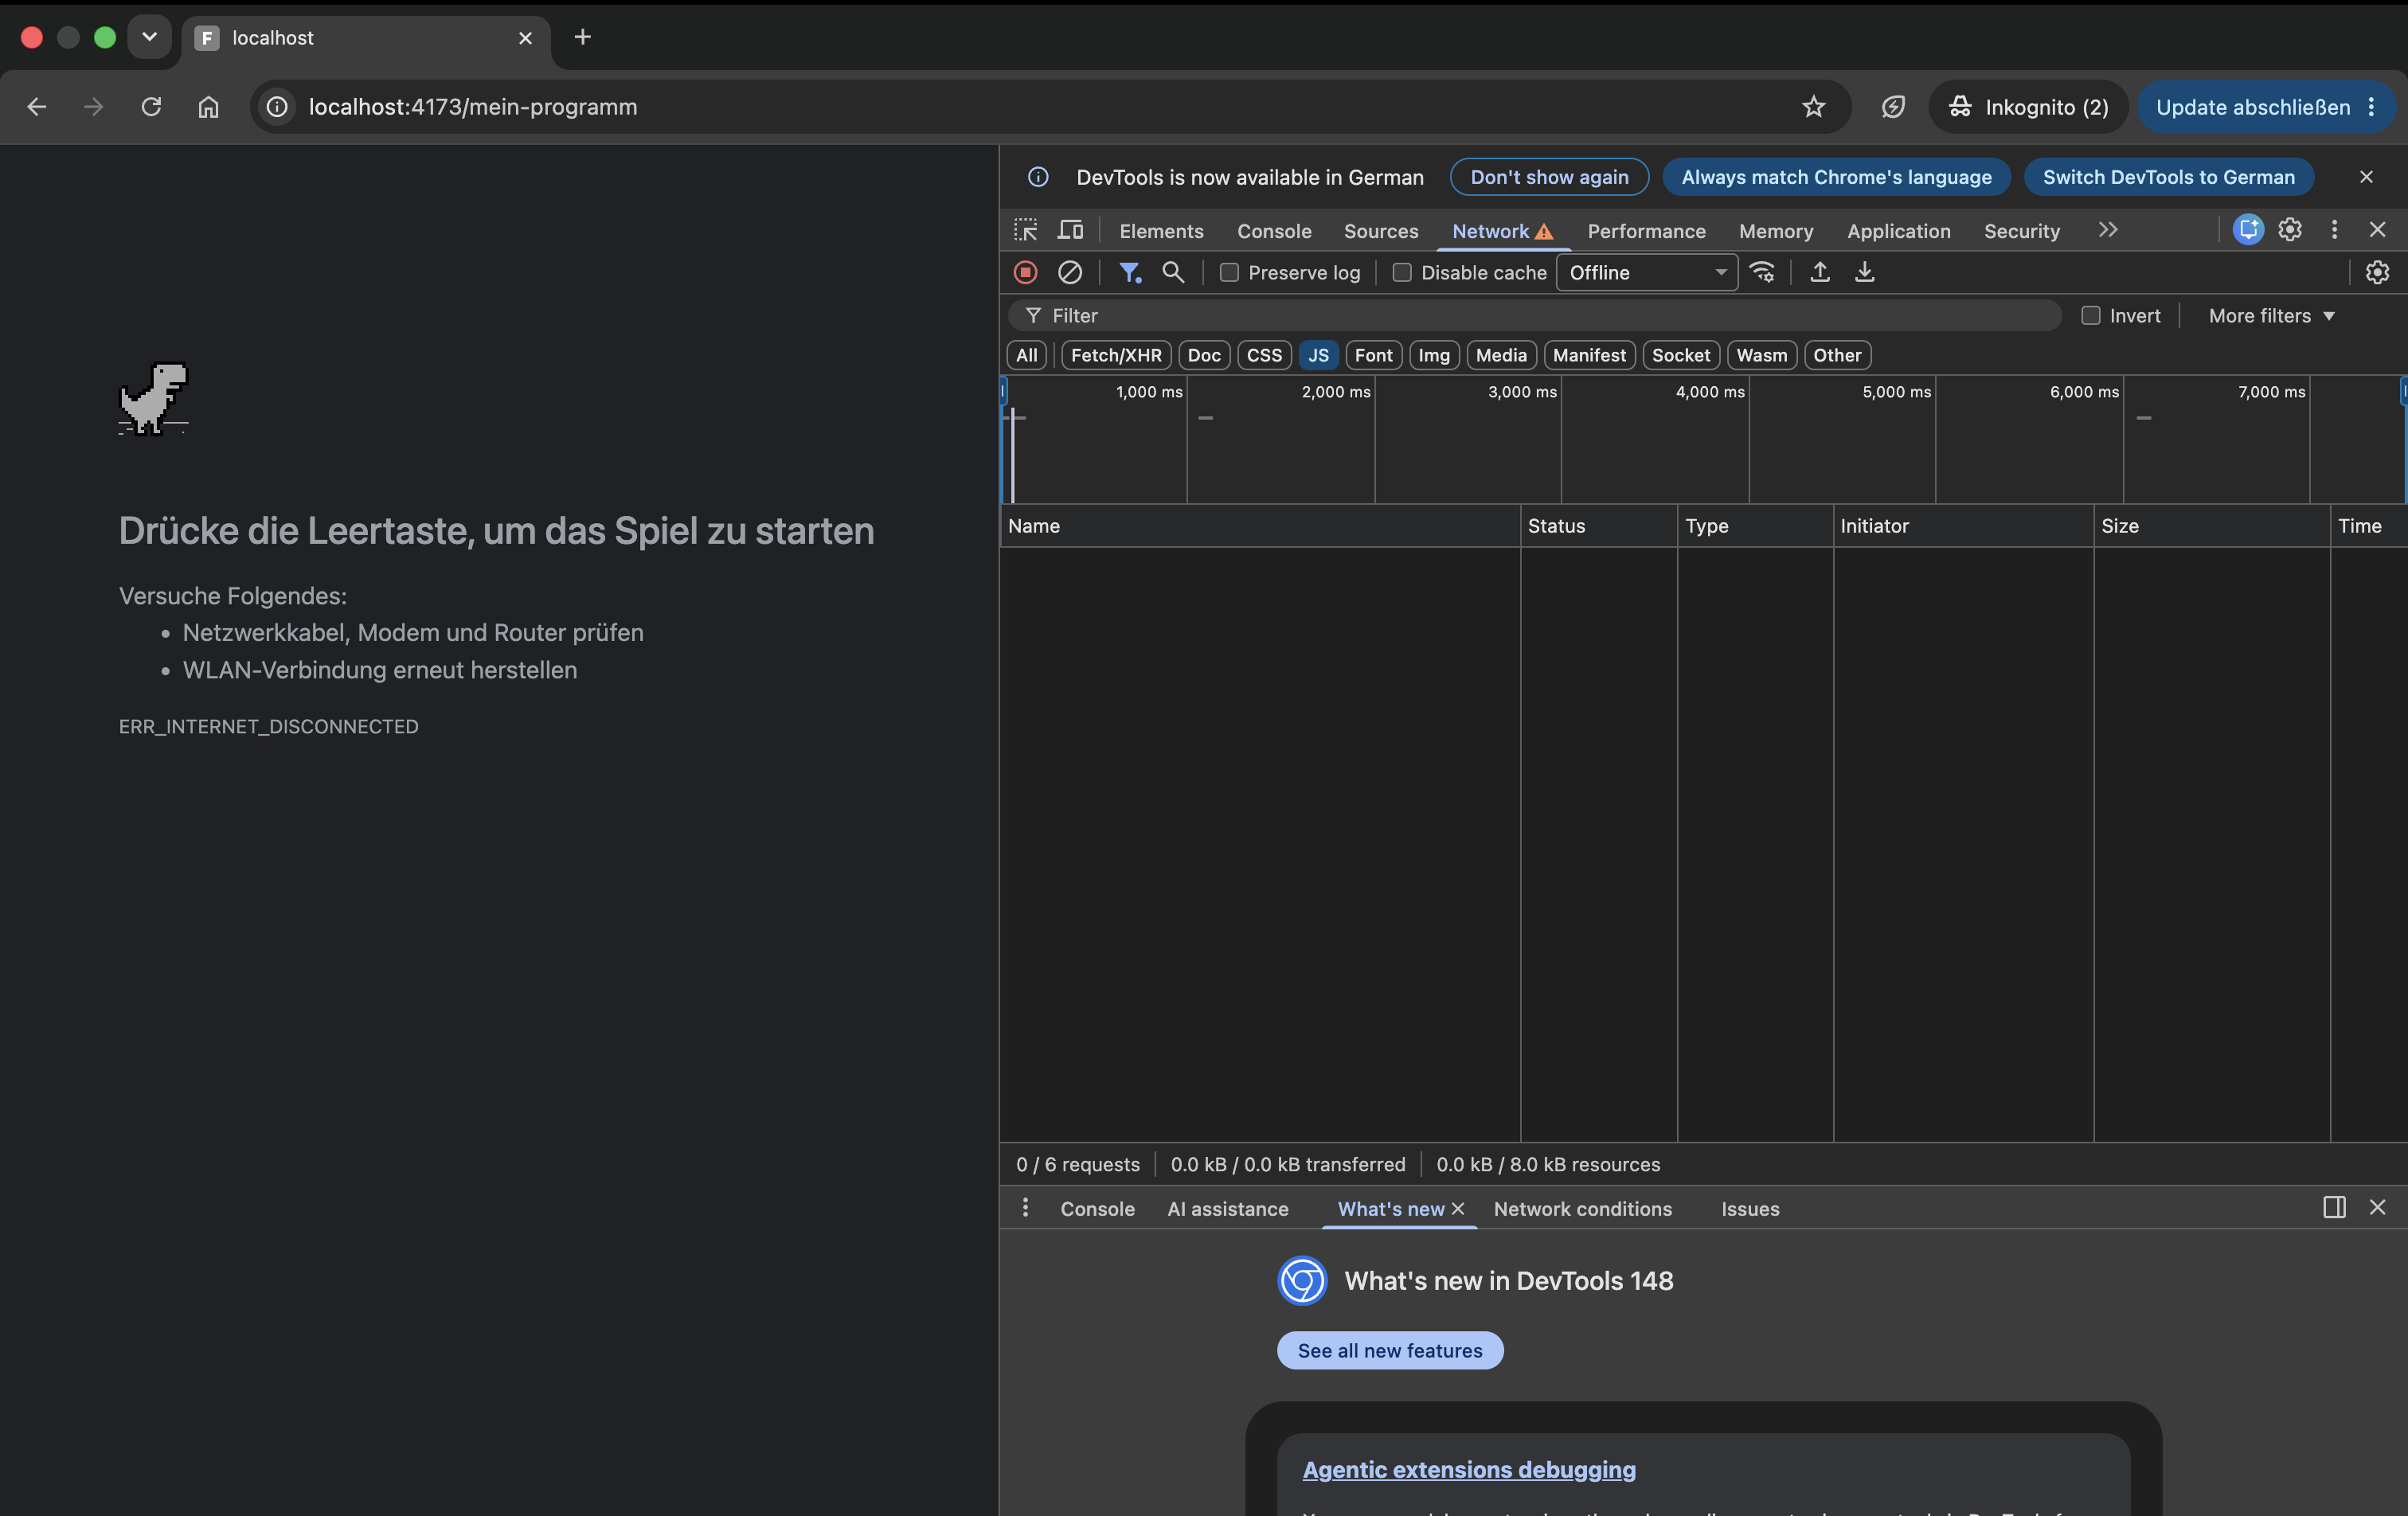 F localhost
localhost:4173/mein-programm
Inkognito (2)
Update abschließen
Drücke die Leertaste, um das Spiel zu starten
Versuche Folgendes:
• Netzwerkkabel, Modem und Router prüfen
• WLAN-Verbindung erneut herstellen
ERR_INTERNET_DISCONNECTED
DevTools is now available in German Don't show again Always match Chrome's language Switch DevTools to German
Elements Console Sources Network Performance Memory Application Security
Preserve log Disable cache Offline
Filter Invert More filters
All Fetch/XHR Doc CSS JS Font Img Media Manifest Socket Wasm Other
1,000 ms 2,000 ms 3,000 ms 4,000 ms 5,000 ms 6,000 ms 7,000 ms
Name Status Type Initiator Size Time
0 / 6 requests 0.0 kB / 0.0 kB transferred 0.0 kB / 8.0 kB resources
Console AI assistance What's new Network conditions Issues
What's new in DevTools 148
See all new features
Agentic extensions debugging